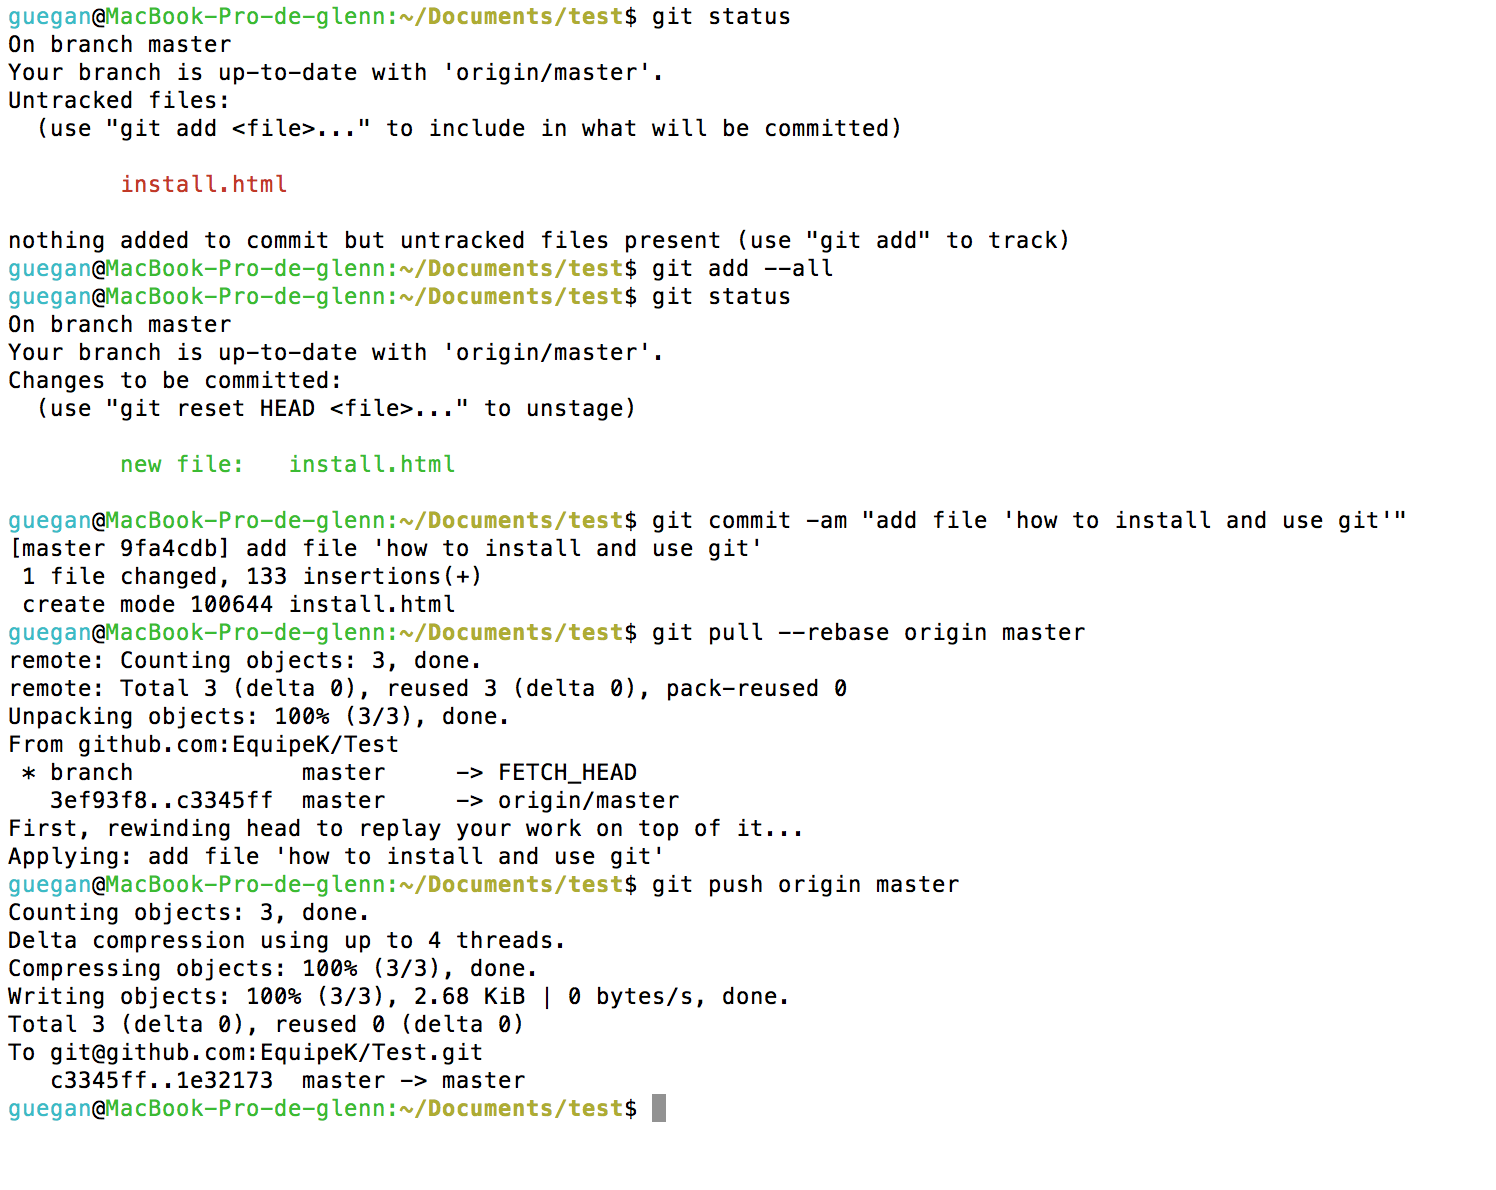 guegan@MacBook-Pro-de-glenn:~/Documents/test$ git status
On branch master
Your branch is up-to-date with 'origin/master'.
Untracked files:
  (use "git add <file>..." to include in what will be committed)

        install.html

nothing added to commit but untracked files present (use "git add" to track)
guegan@MacBook-Pro-de-glenn:~/Documents/test$ git add --all
guegan@MacBook-Pro-de-glenn:~/Documents/test$ git status
On branch master
Your branch is up-to-date with 'origin/master'.
Changes to be committed:
  (use "git reset HEAD <file>..." to unstage)

        new file:   install.html

guegan@MacBook-Pro-de-glenn:~/Documents/test$ git commit -am "add file 'how to install and use git'"
[master 9fa4cdb] add file 'how to install and use git'
 1 file changed, 133 insertions(+)
 create mode 100644 install.html
guegan@MacBook-Pro-de-glenn:~/Documents/test$ git pull --rebase origin master
remote: Counting objects: 3, done.
remote: Total 3 (delta 0), reused 3 (delta 0), pack-reused 0
Unpacking objects: 100% (3/3), done.
From github.com:EquipeK/Test
 * branch            master     -> FETCH_HEAD
   3ef93f8..c3345ff  master     -> origin/master
First, rewinding head to replay your work on top of it...
Applying: add file 'how to install and use git'
guegan@MacBook-Pro-de-glenn:~/Documents/test$ git push origin master
Counting objects: 3, done.
Delta compression using up to 4 threads.
Compressing objects: 100% (3/3), done.
Writing objects: 100% (3/3), 2.68 KiB | 0 bytes/s, done.
Total 3 (delta 0), reused 0 (delta 0)
To git@github.com:EquipeK/Test.git
   c3345ff..1e32173  master -> master
guegan@MacBook-Pro-de-glenn:~/Documents/test$